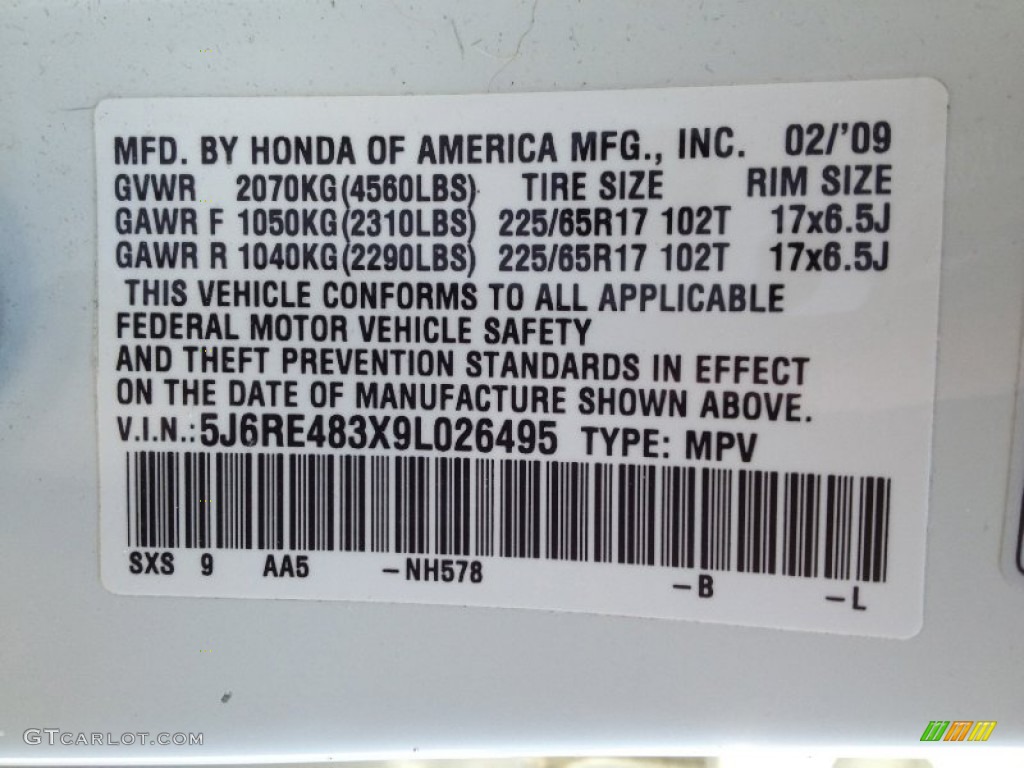 MFD. BY HONDA OF AMERICA MFG., INC. 02/'09
GVWR 2070KG(4560LBS) TIRE SIZE RIM SIZE
GAWR F 1050KG(2310LBS) 225/65R17 102T 17x6.5J
GAWR R 1040KG(2290LBS) 225/65R17 102T 17x6.5J
THIS VEHICLE CONFORMS TO ALL APPLICABLE
FEDERAL MOTOR VEHICLE SAFETY
AND THEFT PREVENTION STANDARDS IN EFFECT
ON THE DATE OF MANUFACTURE SHOWN ABOVE.
V.I.N.: 5J6RE483X9L026495 TYPE: MPV
SXS 9 AA5 -NH578 -B -L
GTCARLOT.COM